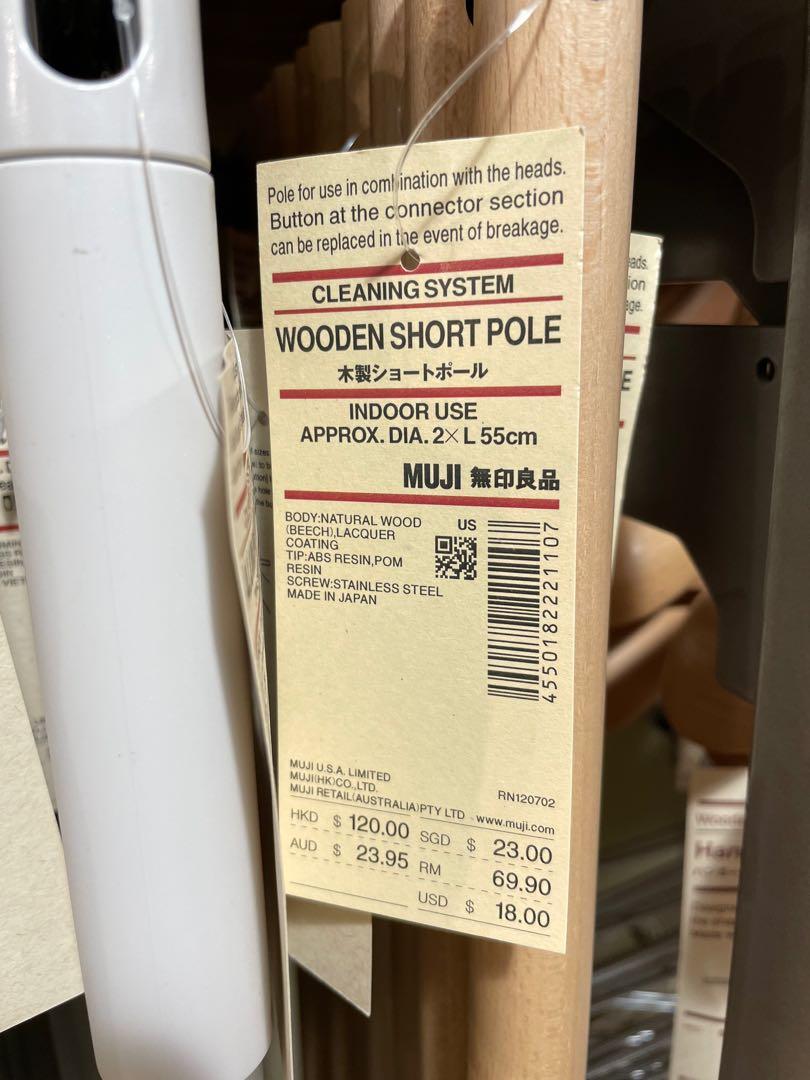 Pole for use in combination with the heads.
Button at the connector section
can be replaced in the event of breakage.
CLEANING SYSTEM
WOODEN SHORT POLE
木製ショートポール
INDOOR USE
APPROX. DIA. 2× L 55cm
MUJI 無印良品
BODY:NATURAL WOOD
(BEECH),LACQUER
COATING
TIP:ABS RESIN,POM
RESIN
SCREW:STAINLESS STEEL
MADE IN JAPAN
US
4550182221107
MUJI U.S.A. LIMITED
MUJI(HK)CO.,LTD.
MUJI RETAIL(AUSTRALIA)PTY LTD
RN120702
www.muji.com
HKD $ 120.00 SGD $ 23.00
AUD $ 23.95 RM 69.90
USD $ 18.00